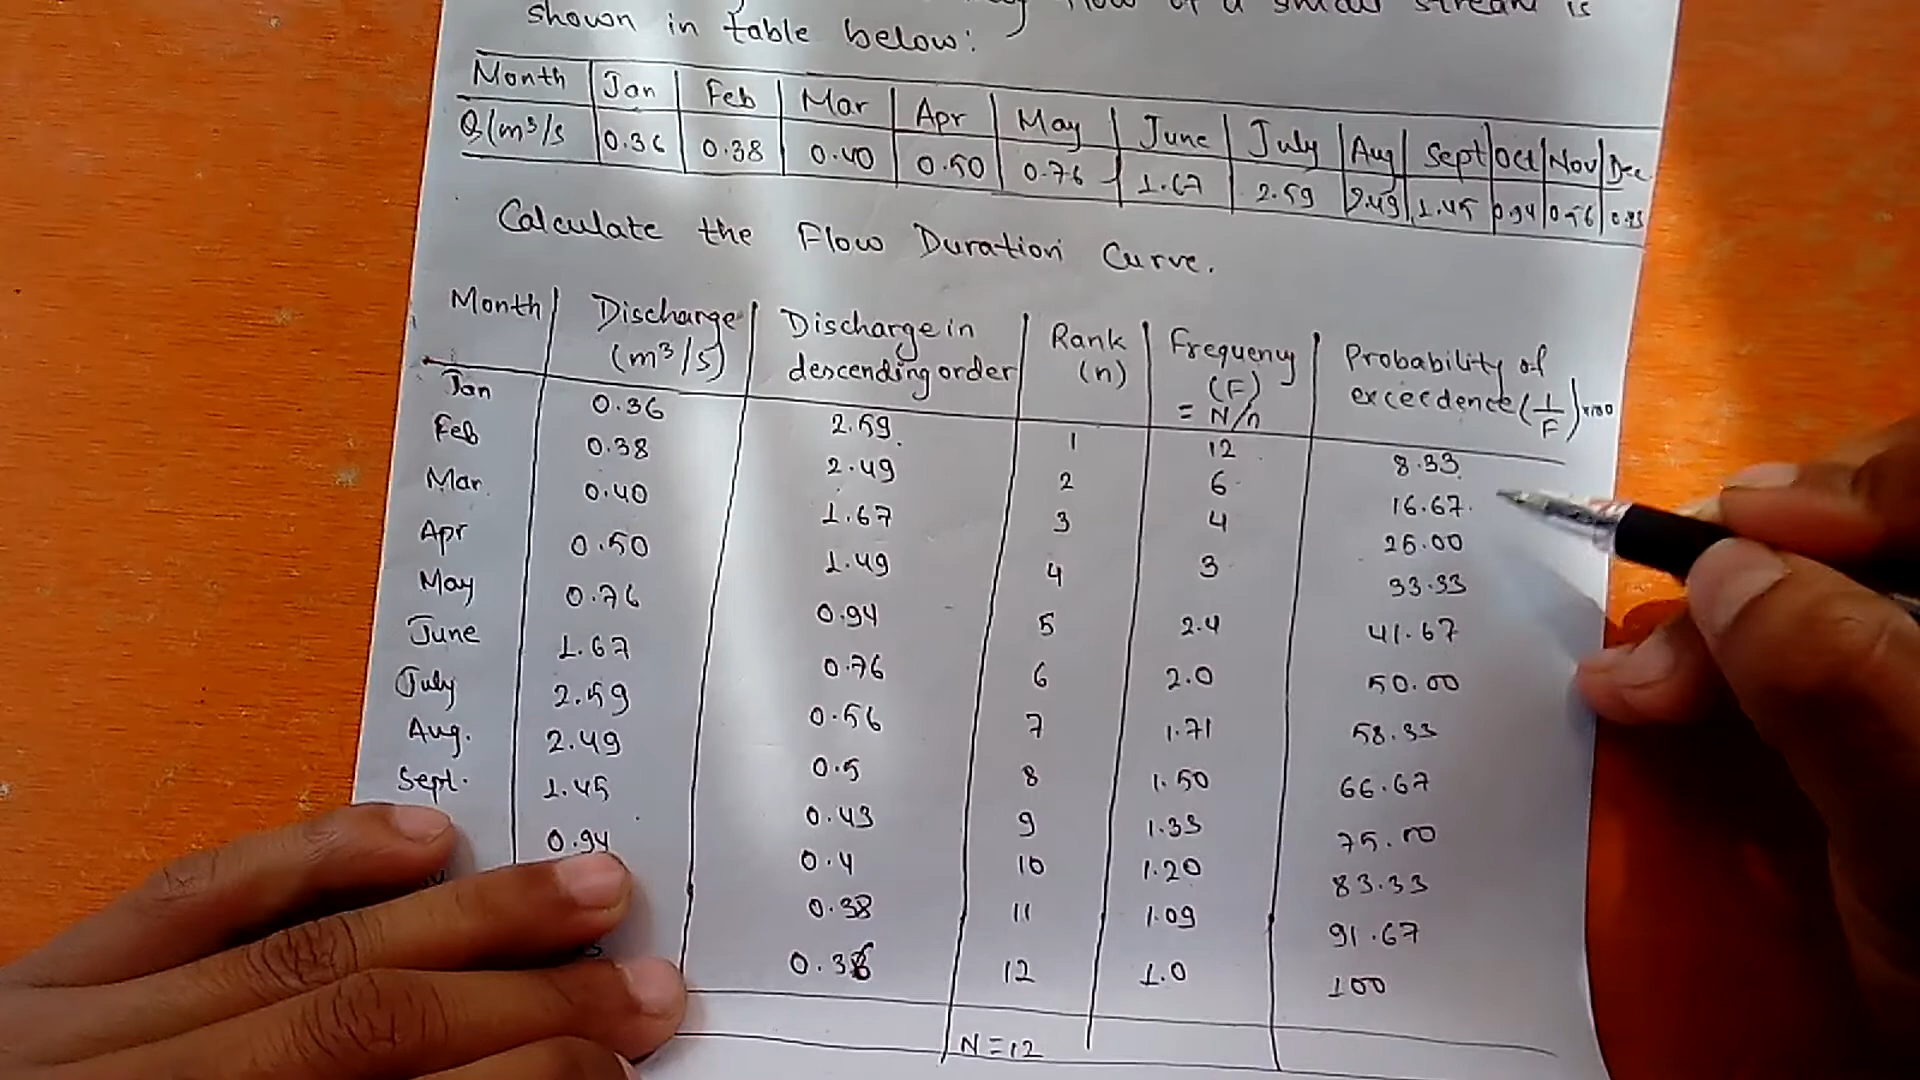 flow of a small stream is
shown in table below:
Month Jan Feb Mar Apr May June July Aug Sept Oct Nov Dec
Q(m³/s 0.36 0.38 0.40 0.50 0.76 1.67 2.59 2.49 1.45 0.94 0.56
Calculate the Flow Duration Curve.
Month Discharge (m³/s) Discharge in descending order Rank (n) Frequency (F) = N/n Probability of exceedence (1/F)×100
Jan 0.36 2.59 1 12 8.33
Feb 0.38 2.49 2 6 16.67
Mar 0.40 1.67 3 4 25.00
Apr 0.50 1.49 4 3 33.33
May 0.76 0.94 5 2.4 41.67
June 1.67 0.76 6 2.0 50.00
July 2.59 0.56 7 1.71 58.33
Aug. 2.49 0.5 8 1.50 66.67
Sept. 1.45 0.43 9 1.33 75.00
0.94 0.4 10 1.20 83.33
0.38 11 1.09 91.67
0.36 12 1.0 100
N = 12